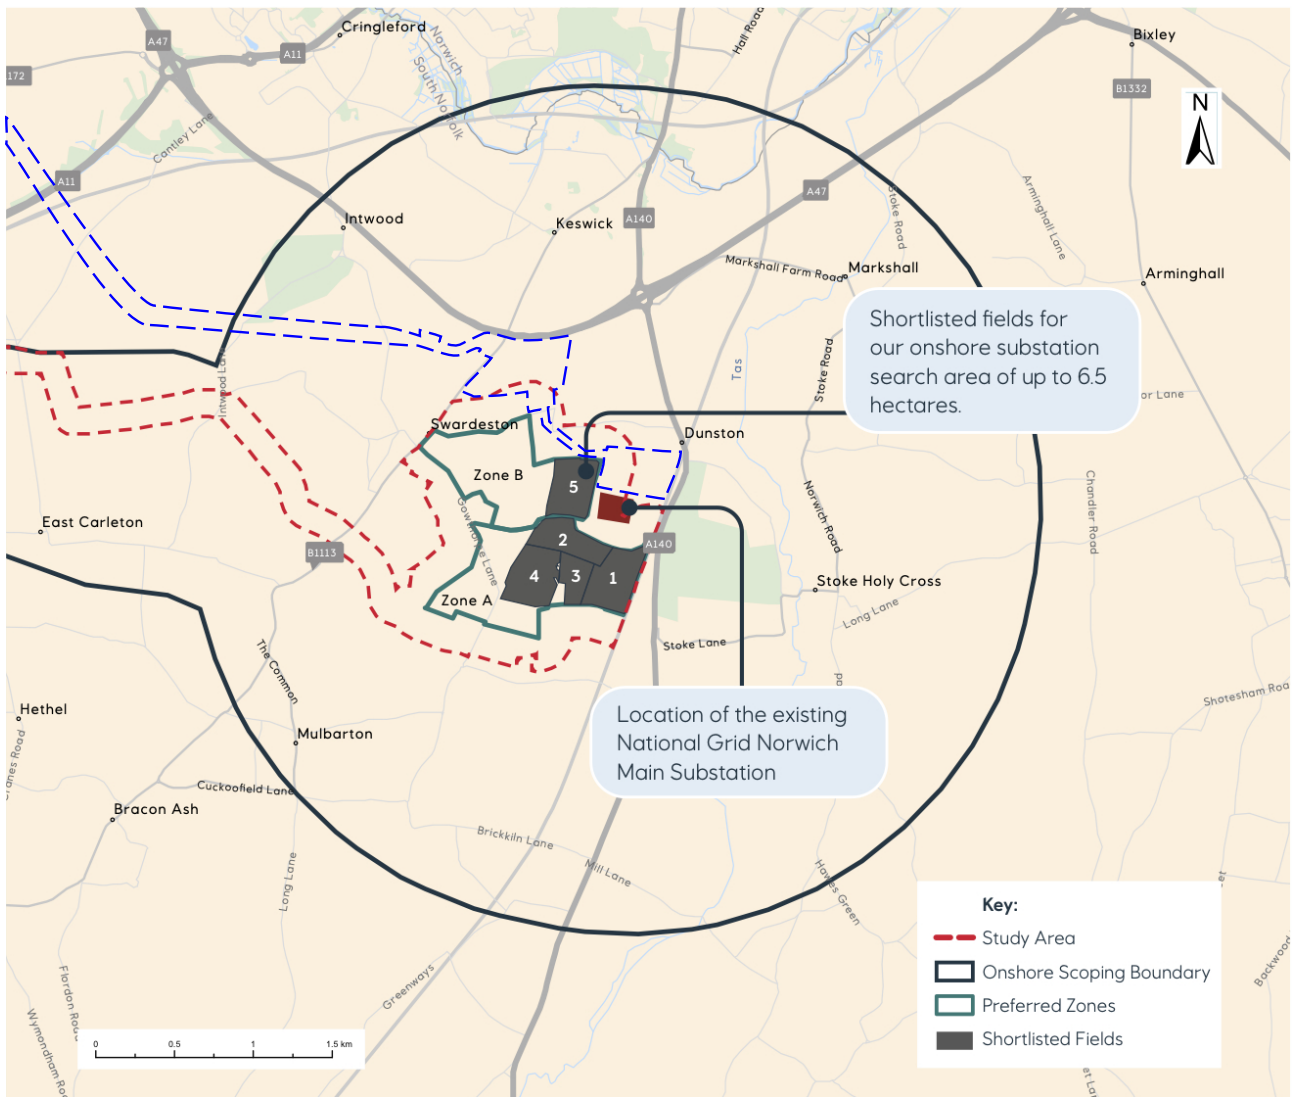 Cringleford
A47
A11
172
Norwich
South Norfolk
Hall Road
Bixley
B1332
N
Cantley Lane
A11
A47
Intwood
Keswick
A140
Stoke Road
Arminghall Lane
Markshall Farm Road
Markshall
Arminghall
Shortlisted fields for
our onshore substation
search area of up to 6.5
hectares.
Tas
Stoke Road
Intwood Lane
or Lane
Swardeston
Dunston
Zone B
5
Gowthorpe Lane
Norwich Road
Chandler Road
East Carleton
B1113
2
A140
4
3
1
Stoke Holy Cross
Zone A
Long Lane
Stoke Lane
The Common
Hethel
Location of the existing
National Grid Norwich
Main Substation
Mulbarton
Cuckoofield Lane
Bracon Ash
Brickkiln Lane
Mill Lane
Long Lane
Hawes Green
Greenways
Flordon Road
Key:
Study Area
Onshore Scoping Boundary
Preferred Zones
Shortlisted Fields
0
0.5
1
1.5 km